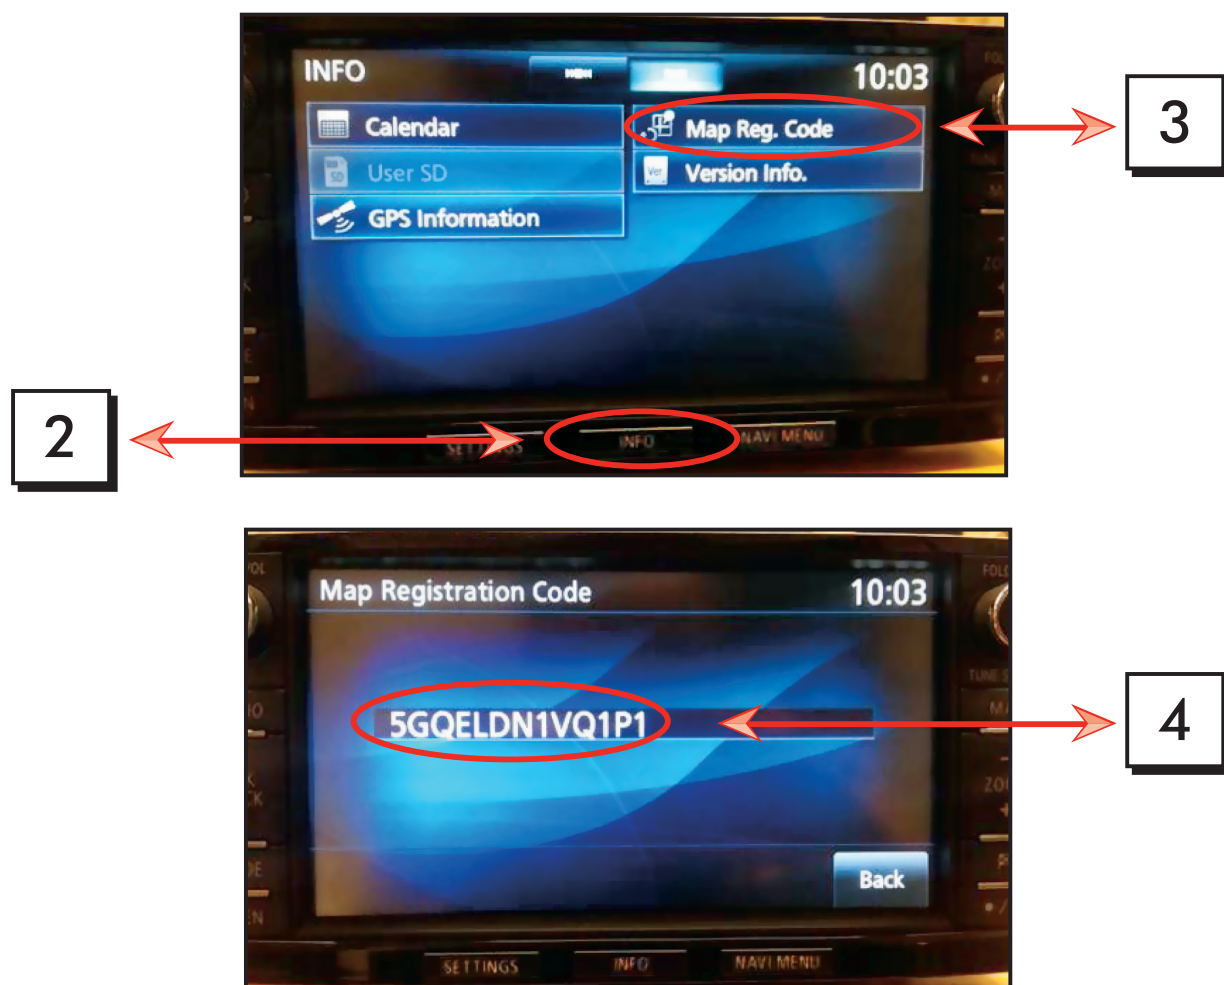 INFO
10:03
Calendar
Map Reg. Code
User SD
Version Info.
GPS Information
3
2
SETTINGS
INFO
NAVI MENU
Map Registration Code
10:03
5GQELDN1VQ1P1
4
Back
SETTINGS
INFO
NAVI MENU